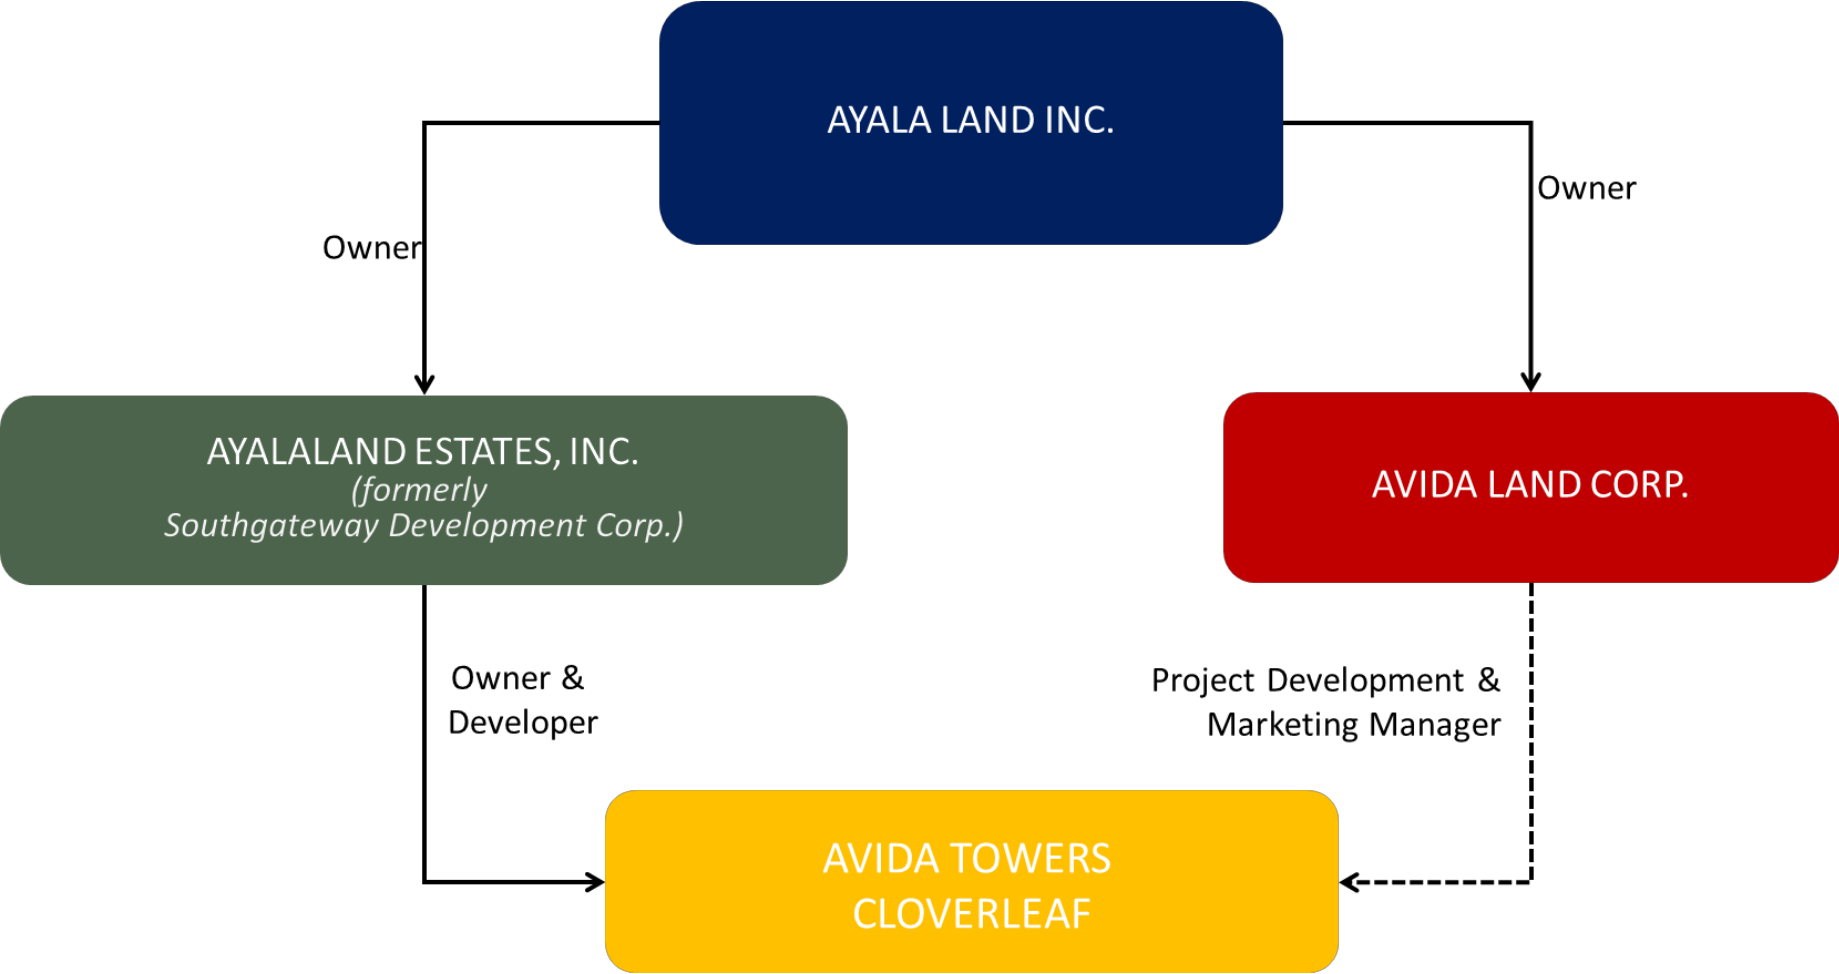 AYALA LAND INC.
Owner
Owner
AYALALAND ESTATES, INC.
(formerly
Southgateway Development Corp.)
AVIDA LAND CORP.
Owner &
Developer
Project Development &
Marketing Manager
AVIDA TOWERS
CLOVERLEAF